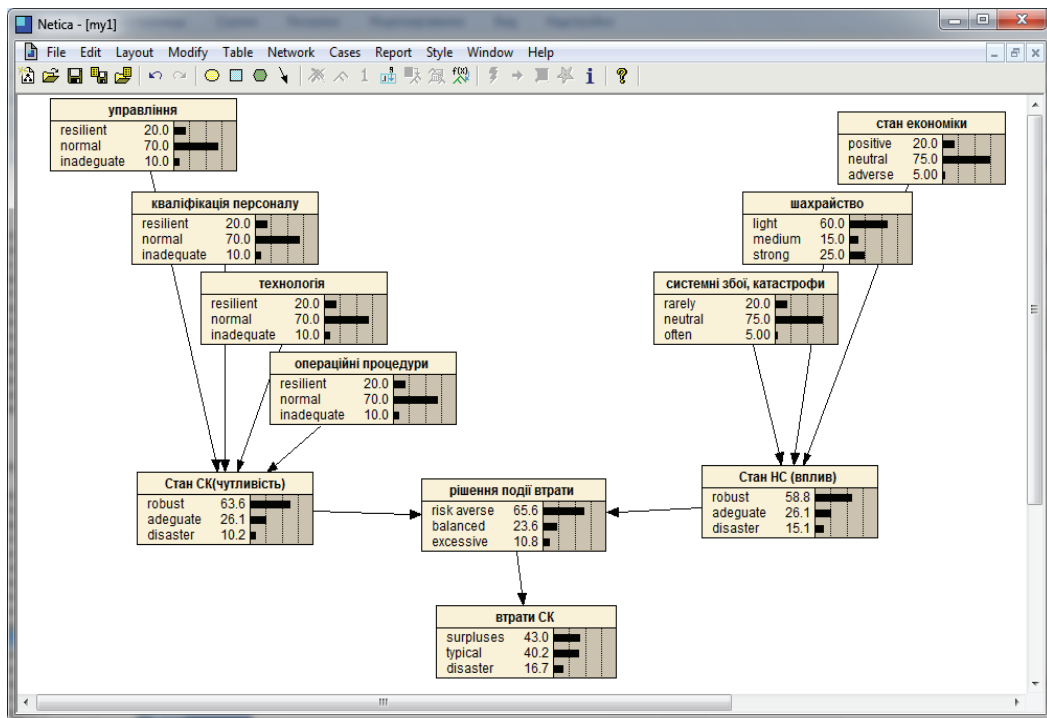 Netica - [my1]
File Edit Layout Modify Table Network Cases Report Style Window Help
управління
resilient 20.0
normal 70.0
inadeguate 10.0
кваліфікація персоналу
resilient 20.0
normal 70.0
inadequate 10.0
технологія
resilient 20.0
normal 70.0
inadequate 10.0
операційні процедури
resilient 20.0
normal 70.0
inadequate 10.0
стан економіки
positive 20.0
neutral 75.0
adverse 5.00
шахрайство
light 60.0
medium 15.0
strong 25.0
системні збої, катастрофи
rarely 20.0
neutral 75.0
often 5.00
Стан СК(чутливість)
robust 63.6
adeguate 26.1
disaster 10.2
рішення події втрати
risk averse 65.6
balanced 23.6
excessive 10.8
Стан НС (вплив)
robust 58.8
adeguate 26.1
disaster 15.1
втрати СК
surpluses 43.0
typical 40.2
disaster 16.7